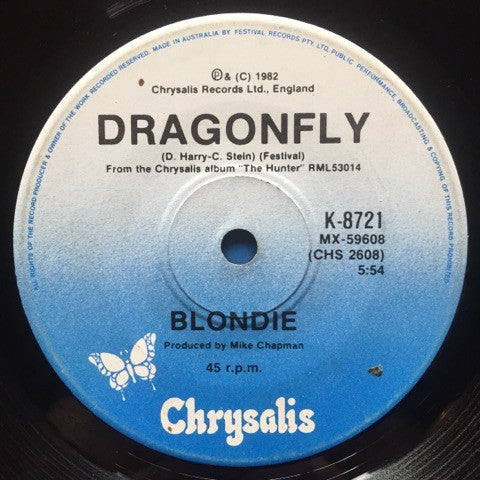 MADE IN AUSTRALIA BY FESTIVAL RECORDS PTY. LTD. PUBLIC PERFORMANCE, BROADCASTING & COPYING OF THIS RECORD PROHIBITED
ALL RIGHTS OF THE RECORD PRODUCER & OWNER OF THE WORK RECORDED RESERVED.
℗ & (C) 1982
Chrysalis Records Ltd., England
DRAGONFLY
(D. Harry-C. Stein) (Festival)
From the Chrysalis album "The Hunter" RML53014
K-8721
MX-59608
(CHS 2608)
5:54
BLONDIE
Produced by Mike Chapman
45 r.p.m.
Chrysalis